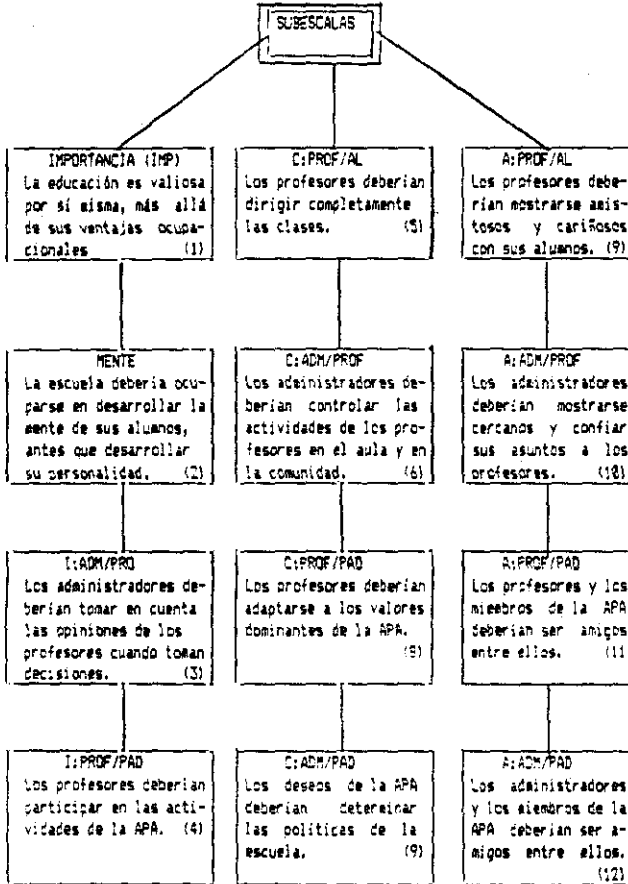 SUBESCALAS
IMPORTANCIA (IMP)
La educación es valiosa
por sí misma, más allá
de sus ventajas ocupa-
cionales (1)
C:PROF/AL
Los profesores deberían
dirigir completamente
las clases. (5)
A:PROF/AL
Los profesores debe-
rían mostrarse amis-
tosos y cariñosos
con sus alumnos. (9)
MENTE
La escuela debería ocu-
parse en desarrollar la
mente de sus alumnos,
antes que desarrollar
su personalidad. (2)
C:ADM/PROF
Los administradores de-
berían controlar las
actividades de los pro-
fesores en el aula y en
la comunidad. (6)
A:ADM/PROF
Los administradores
deberían mostrarse
cercanos y confiar
sus asuntos a los
profesores. (10)
I:ADM/PRO
Los administradores de-
berían tomar en cuenta
las opiniones de los
profesores cuando toman
decisiones. (3)
C:PROF/PAD
Los profesores deberían
adaptarse a los valores
dominantes de la APA.
A:PROF/PAD
Los profesores y los
miembros de la APA
deberían ser amigos
entre ellos. (11
I:PROF/PAD
Los profesores deberían
participar en las acti-
vidades de la APA. (4)
C:ADM/PAD
Los deseos de la APA
deberían determinar
las políticas de la
escuela. (9)
A:ADM/PAD
Los administradores
y los miembros de la
APA deberían ser a-
migos entre ellos.
(12)